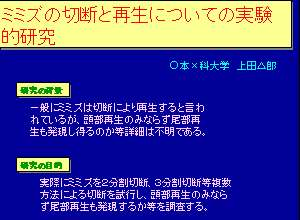 ミミズの切断と再生についての実験
的研究
〇本×科大学　上田△郎
研究の背景
一般にミミズは切断により再生すると言わ
れているが、頭部再生のみならず尾部再
生も発現し得るのか等詳細は不明である。
研究の目的
実際にミミズを２分割切断、３分割切断等複数
方法による切断を試行し、頭部再生のみなら
ず尾部再生も発現するか等を調査する。